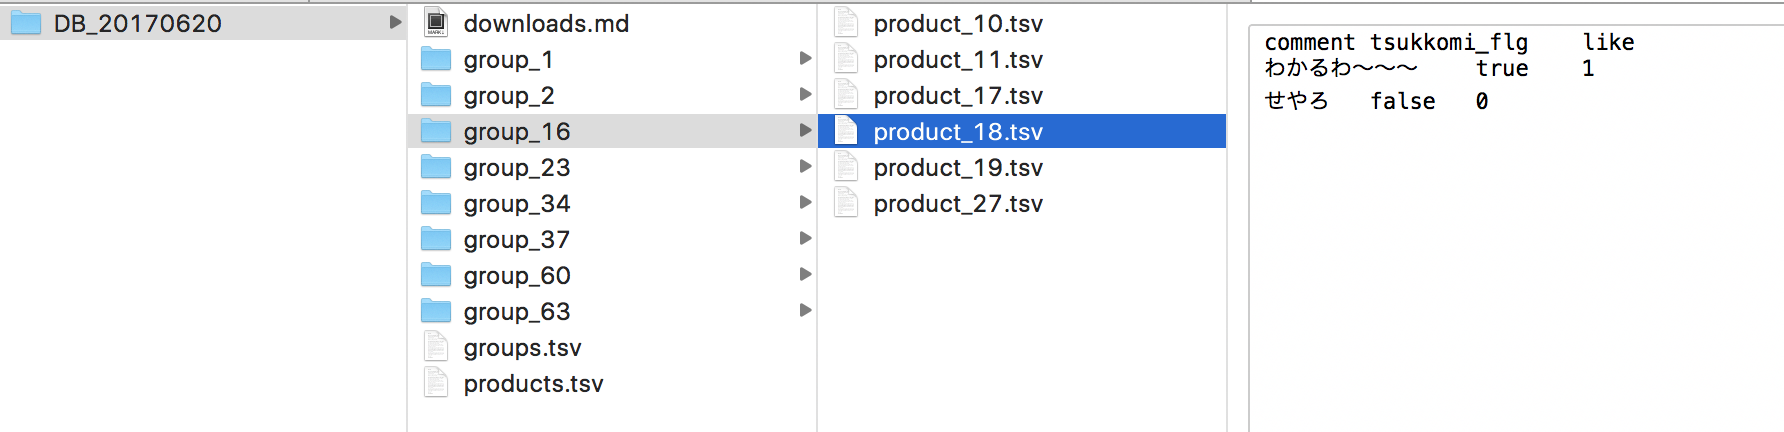 DB_20170620
downloads.md
group_1
group_2
group_16
group_23
group_34
group_37
group_60
group_63
groups.tsv
products.tsv
product_10.tsv
product_11.tsv
product_17.tsv
product_18.tsv
product_19.tsv
product_27.tsv
comment tsukkomi_flg like
わかるわ〜〜〜 true 1
せやろ false 0